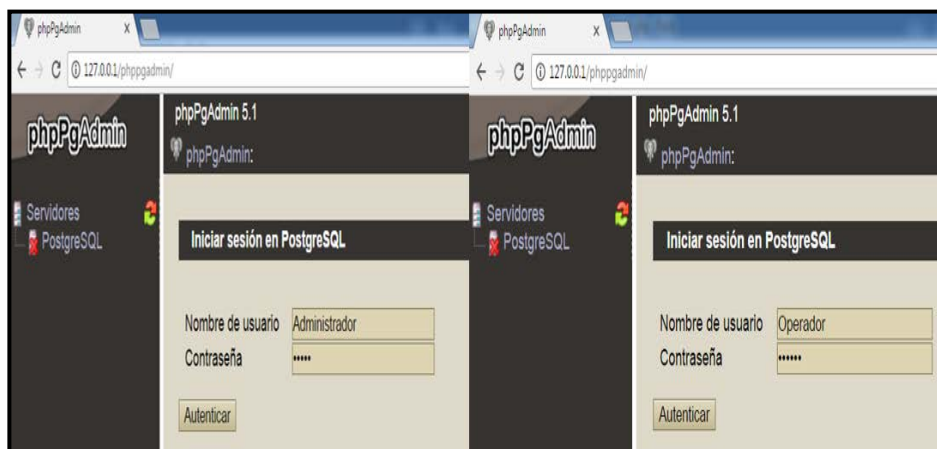 phpPgAdmin x
127.0.0.1/phppgadmin/
phpPgAdmin
phpPgAdmin 5.1
phpPgAdmin:
Servidores
PostgreSQL
Iniciar sesión en PostgreSQL
Nombre de usuario Administrador
Contraseña •••••
Autenticar
phpPgAdmin x
127.0.0.1/phppgadmin/
phpPgAdmin
phpPgAdmin 5.1
phpPgAdmin:
Servidores
PostgreSQL
Iniciar sesión en PostgreSQL
Nombre de usuario Operador
Contraseña ••••••
Autenticar